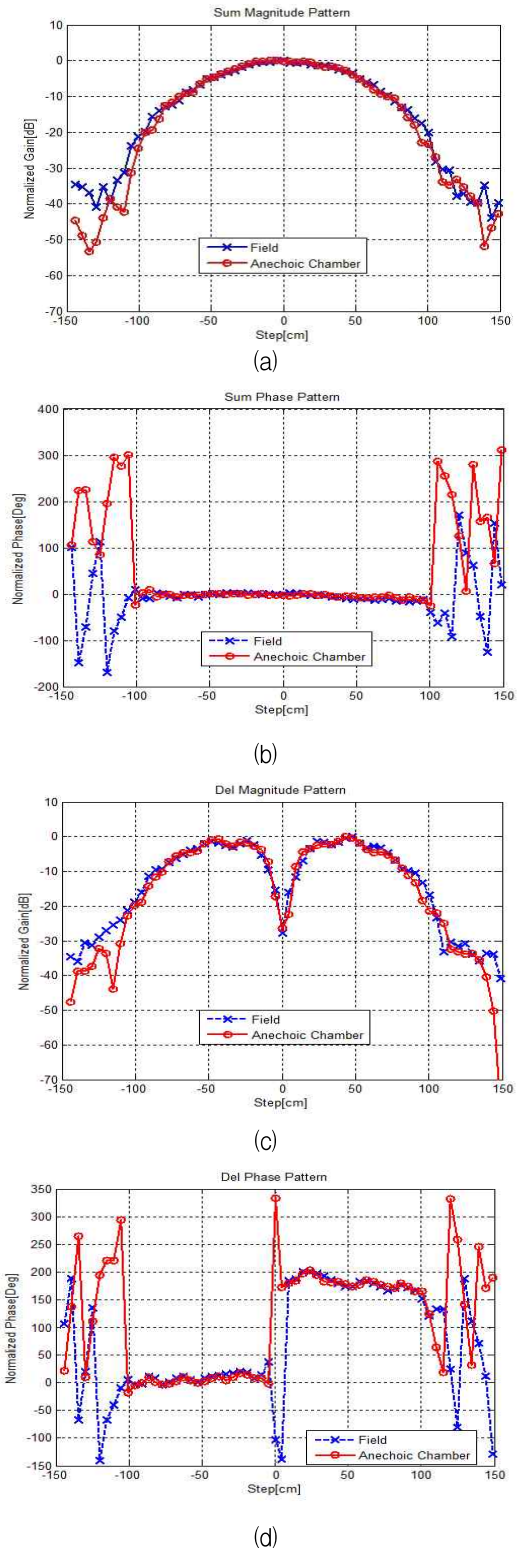 Sum Magnitude Pattern
10
0
-10
-20
-30
-40
-50
-60
-70
Normalized Gain[dB]
Field
Anechoic Chamber
-150 -100 -50 0 50 100 150
Step[cm]
(a)
Sum Phase Pattern
400
300
200
100
0
-100
-200
Normalized Phase[Deg]
Field
Anechoic Chamber
-150 -100 -50 0 50 100 150
Step[cm]
(b)
Del Magnitude Pattern
10
0
-10
-20
-30
-40
-50
-60
-70
Normalized Gain[dB]
Field
Anechoic Chamber
-150 -100 -50 0 50 100 150
Step[cm]
(c)
Del Phase Pattern
350
300
250
200
150
100
50
0
-50
-100
-150
Normalized Phase[Deg]
Field
Anechoic Chamber
-150 -100 -50 0 50 100 150
Step[cm]
(d)